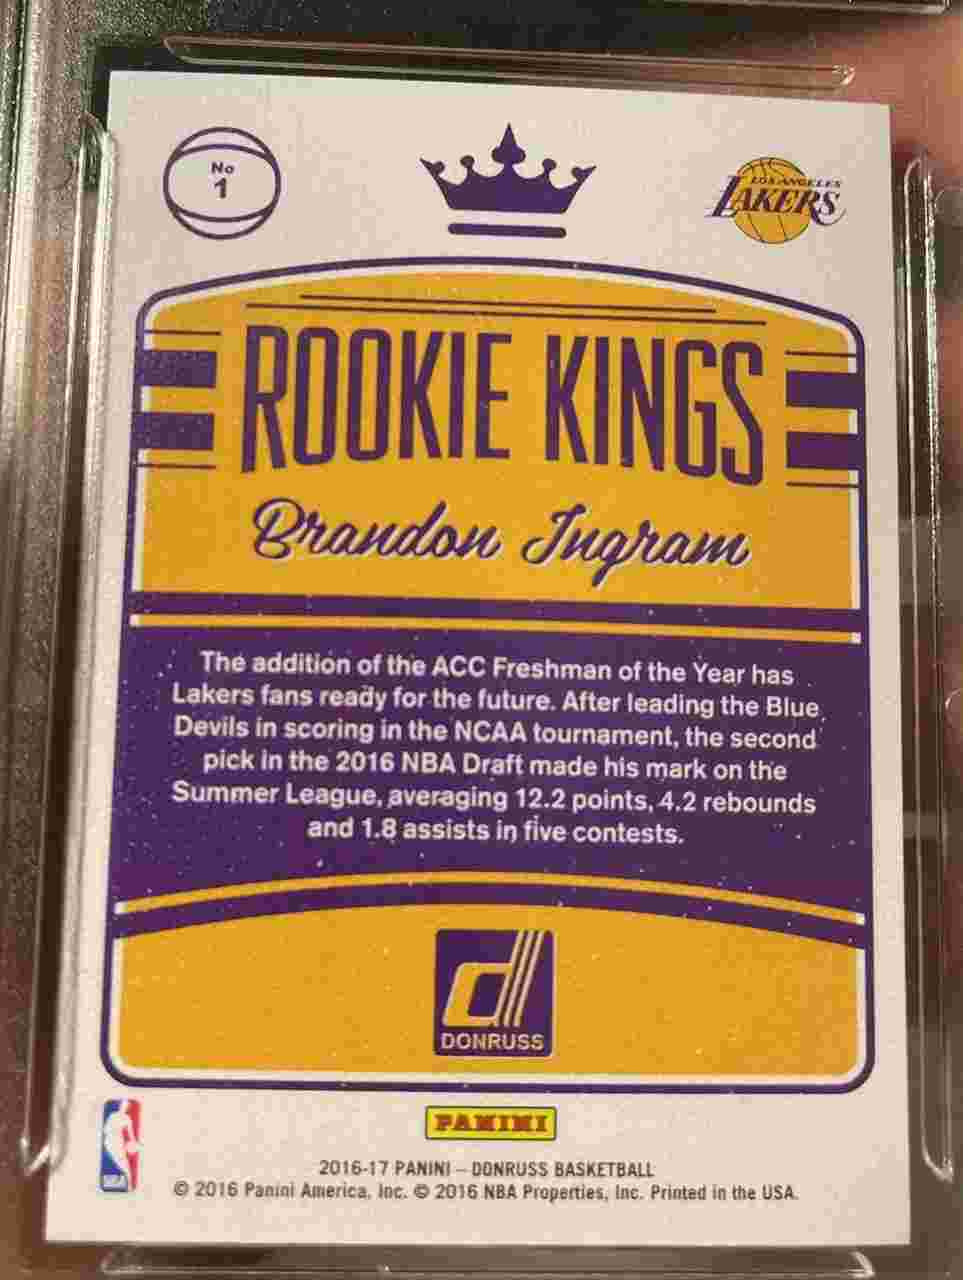 No
1
LOS ANGELES
LAKERS
ROOKIE KINGS
Brandon Ingram
The addition of the ACC Freshman of the Year has
Lakers fans ready for the future. After leading the Blue
Devils in scoring in the NCAA tournament, the second
pick in the 2016 NBA Draft made his mark on the
Summer League, averaging 12.2 points, 4.2 rebounds
and 1.8 assists in five contests.
d
DONRUSS
NBA
PANINI
2016-17 PANINI – DONRUSS BASKETBALL
© 2016 Panini America, Inc. © 2016 NBA Properties, Inc. Printed in the USA.